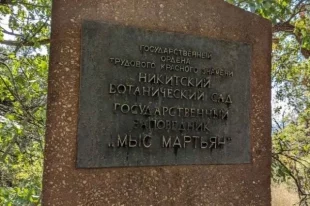 ГОСУДАРСТВЕННЫЙ
ОРДЕНА
ТРУДОВОГО КРАСНОГО ЗНАМЕНИ
НИКИТСКИЙ
БОТАНИЧЕСКИЙ САД
ГОСУДАРСТВЕННЫЙ
ЗАПОВЕДНИК
„МЫС МАРТЬЯН"